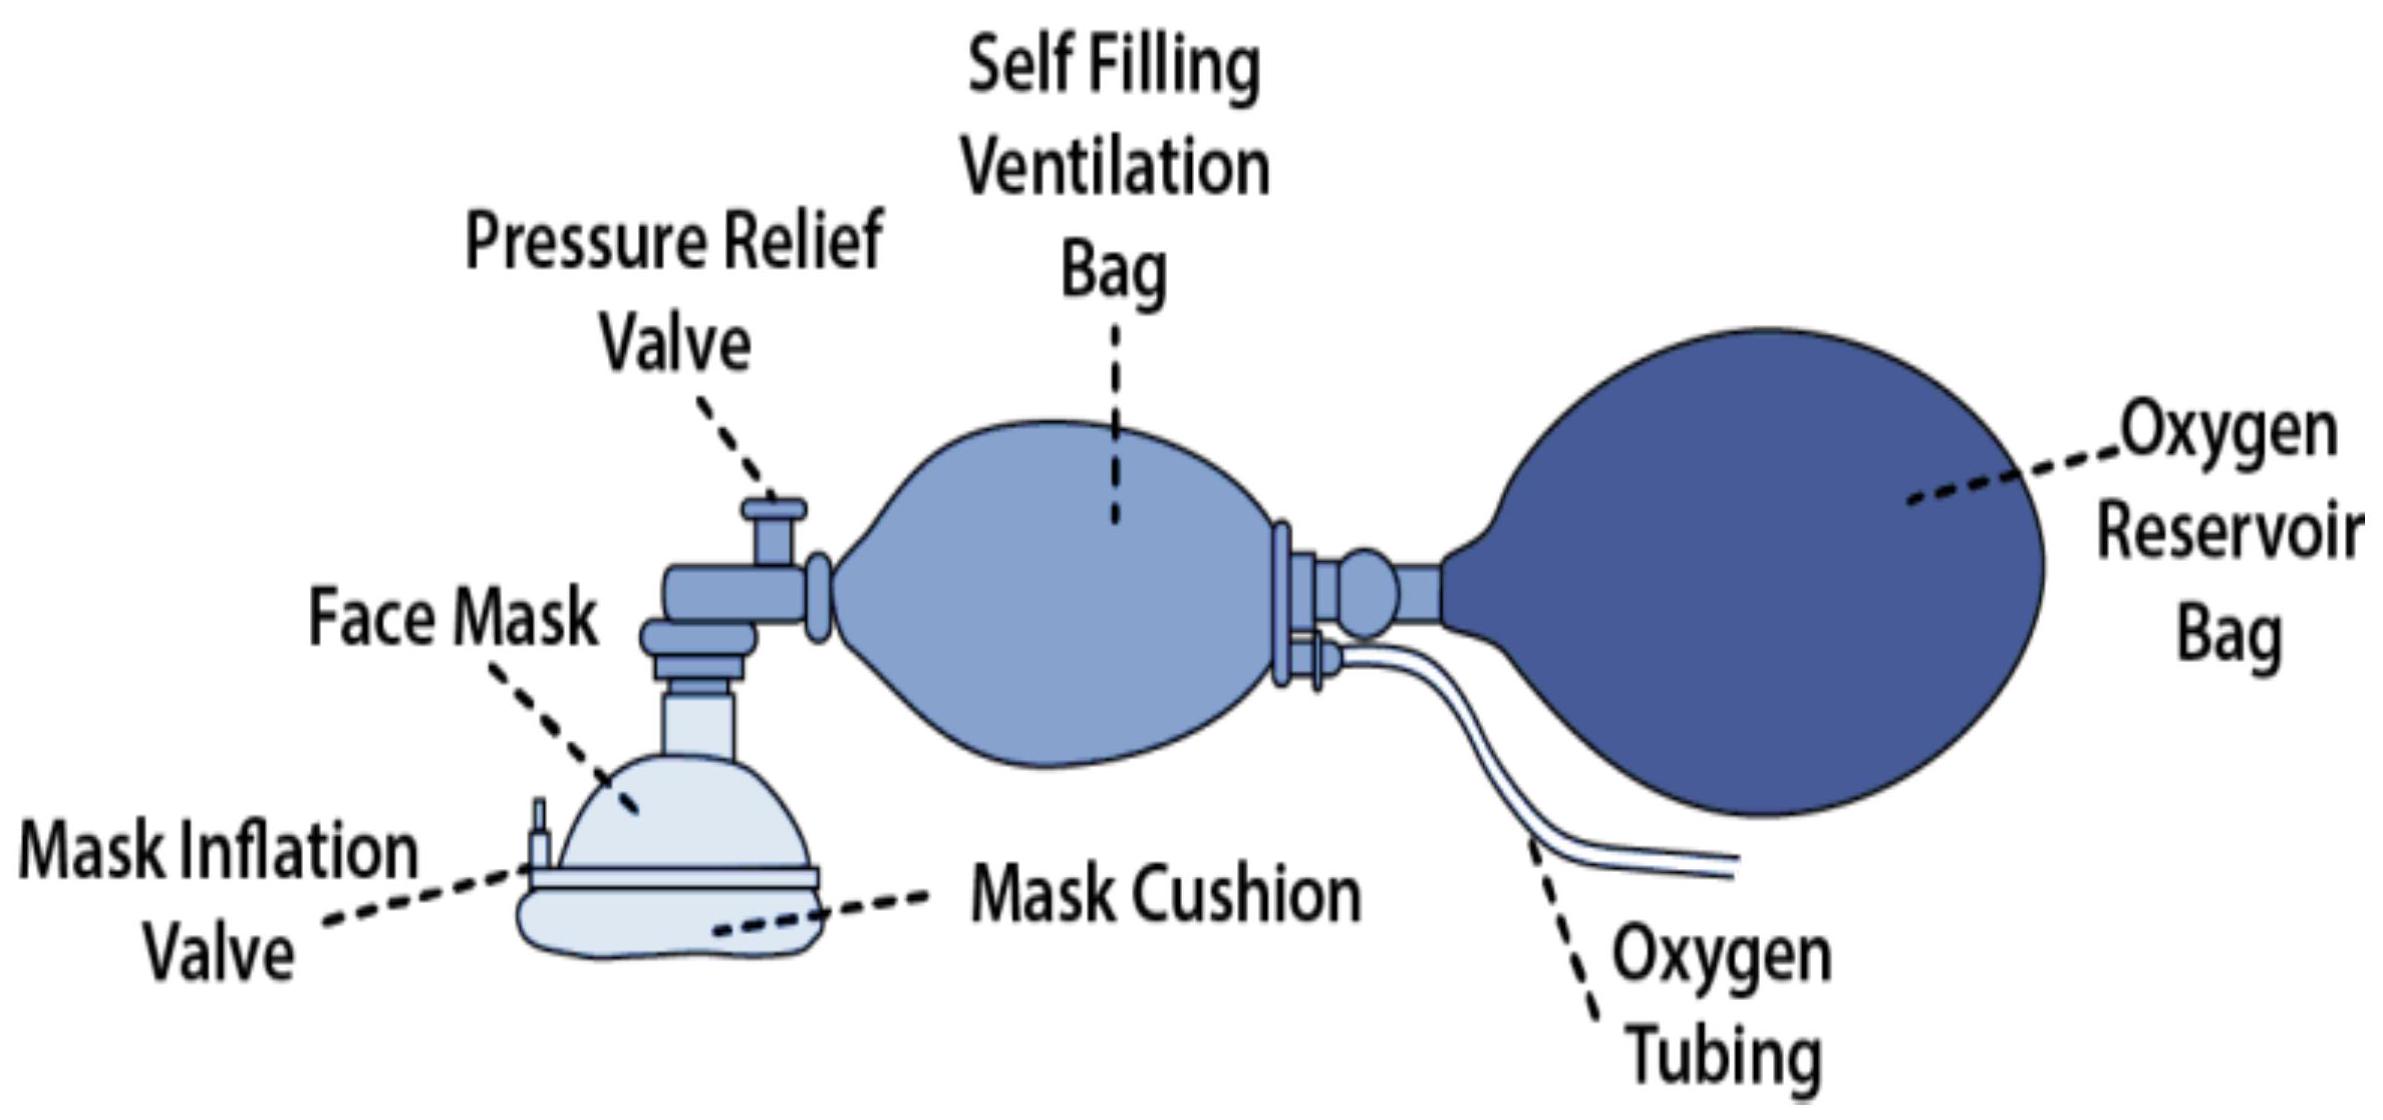 Self Filling
Ventilation
Bag
Pressure Relief
Valve
Oxygen
Reservoir
Bag
Face Mask
Mask Inflation
Valve
Mask Cushion
Oxygen
Tubing